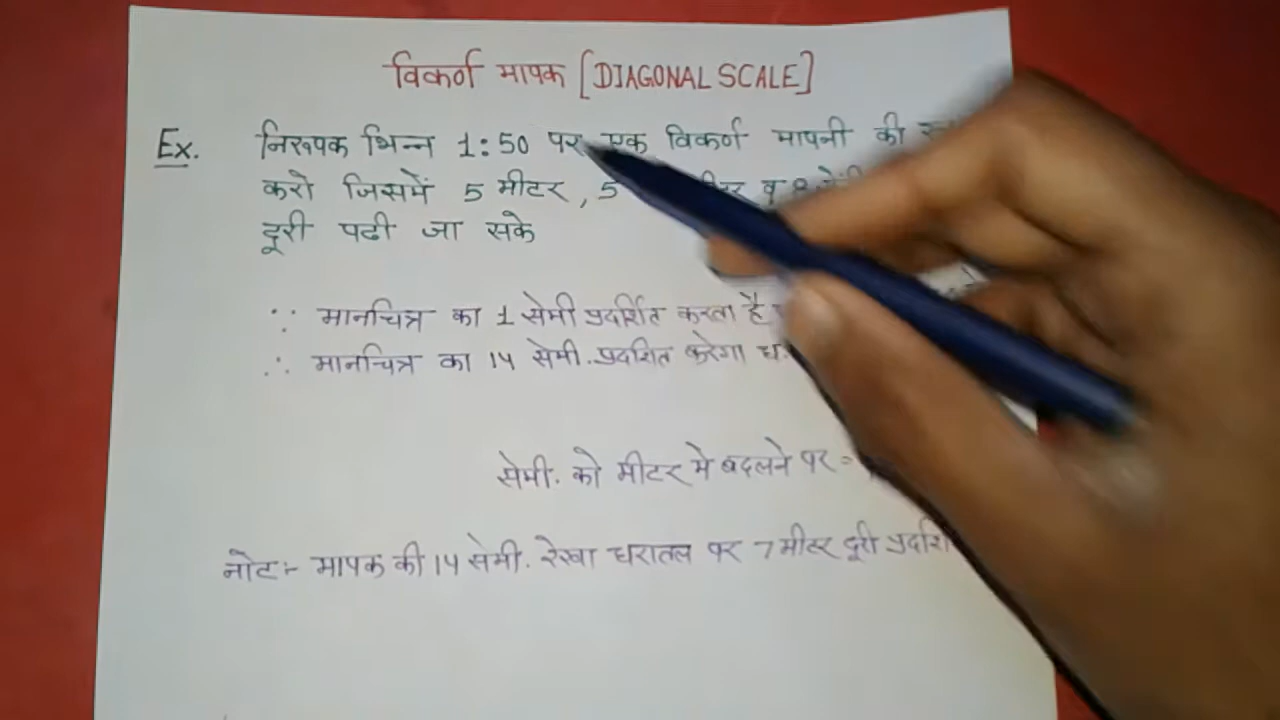 विकर्ण मापक [DIAGONAL SCALE]
Ex. निरूपक भिन्न 1:50 पर एक विकर्ण मापनी की
करो जिसमें 5 मीटर, 5 व 8
दूरी पढी जा सके
∵ मानचित्र का 1 सेमी प्रदर्शित करता है
∴ मानचित्र का 14 सेमी. प्रदर्शित करेगा
सेमी. को मीटर मे बदलने पर =
नोट:- मापक की 14 सेमी. रेखा धरातल पर 7 मीटर दूरी